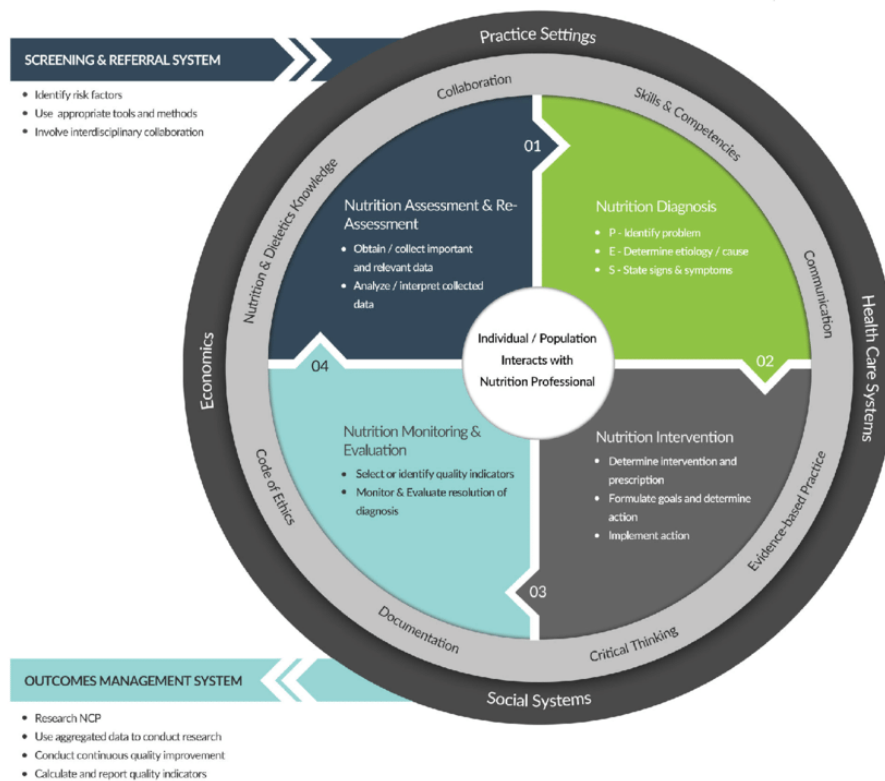 Practice Settings
SCREENING & REFERRAL SYSTEM
• Identify risk factors
• Use appropriate tools and methods
• Involve interdisciplinary collaboration
Collaboration
Skills & Competencies
01
Nutrition & Dietetics Knowledge
Nutrition Assessment & Re-
Assessment
• Obtain / collect important
and relevant data
• Analyze / interpret collected
data
Nutrition Diagnosis
• P - Identify problem
• E - Determine etiology / cause
• S - State signs & symptoms
Communication
Health Care Systems
Economics
Individual / Population
Interacts with
Nutrition Professional
04
02
Nutrition Monitoring &
Evaluation
• Select or identify quality indicators
• Monitor & Evaluate resolution of
diagnosis
Nutrition Intervention
• Determine intervention and
prescription
• Formulate goals and determine
action
• Implement action
Code of Ethics
Evidence-based Practice
03
Documentation
Critical Thinking
Social Systems
OUTCOMES MANAGEMENT SYSTEM
• Research NCP
• Use aggregated data to conduct research
• Conduct continuous quality improvement
• Calculate and report quality indicators